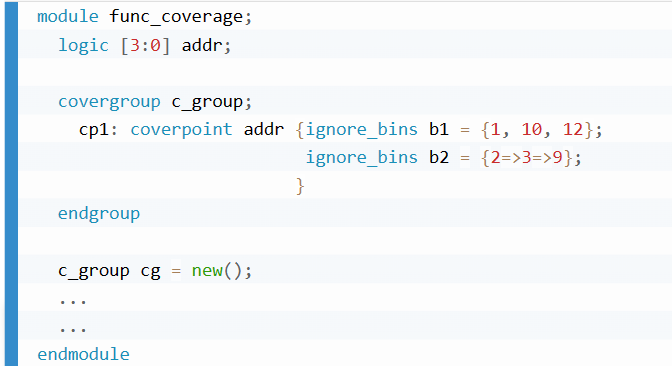 module func_coverage;
  logic [3:0] addr;

  covergroup c_group;
    cp1: coverpoint addr {ignore_bins b1 = {1, 10, 12};
                          ignore_bins b2 = {2=>3=>9};
                         }
  endgroup

  c_group cg = new();
  ...
  ...
endmodule